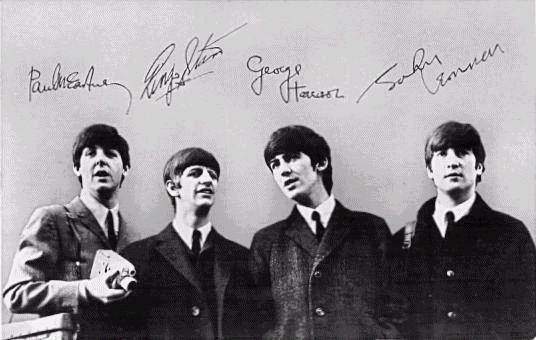 Paul McCartney
Ringo Starr
George
Harrison
John
Lennon